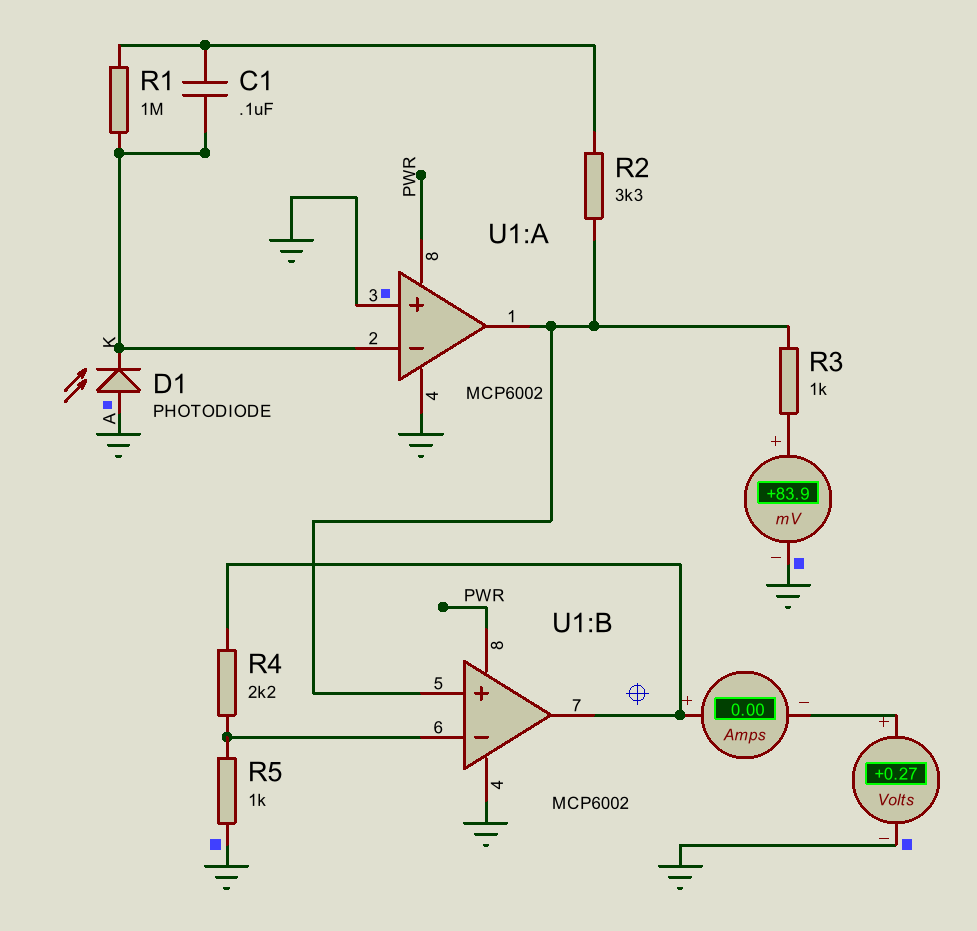 R1
1M
C1
.1uF
R2
3k3
PWR
8
U1:A
3
2
1
4
MCP6002
K
D1
A
PHOTODIODE
R3
1k
+
+83.9
mV
−
PWR
8
U1:B
R4
2k2
5
6
7
4
MCP6002
R5
1k
+
0.00
Amps
−
+
+0.27
Volts
−